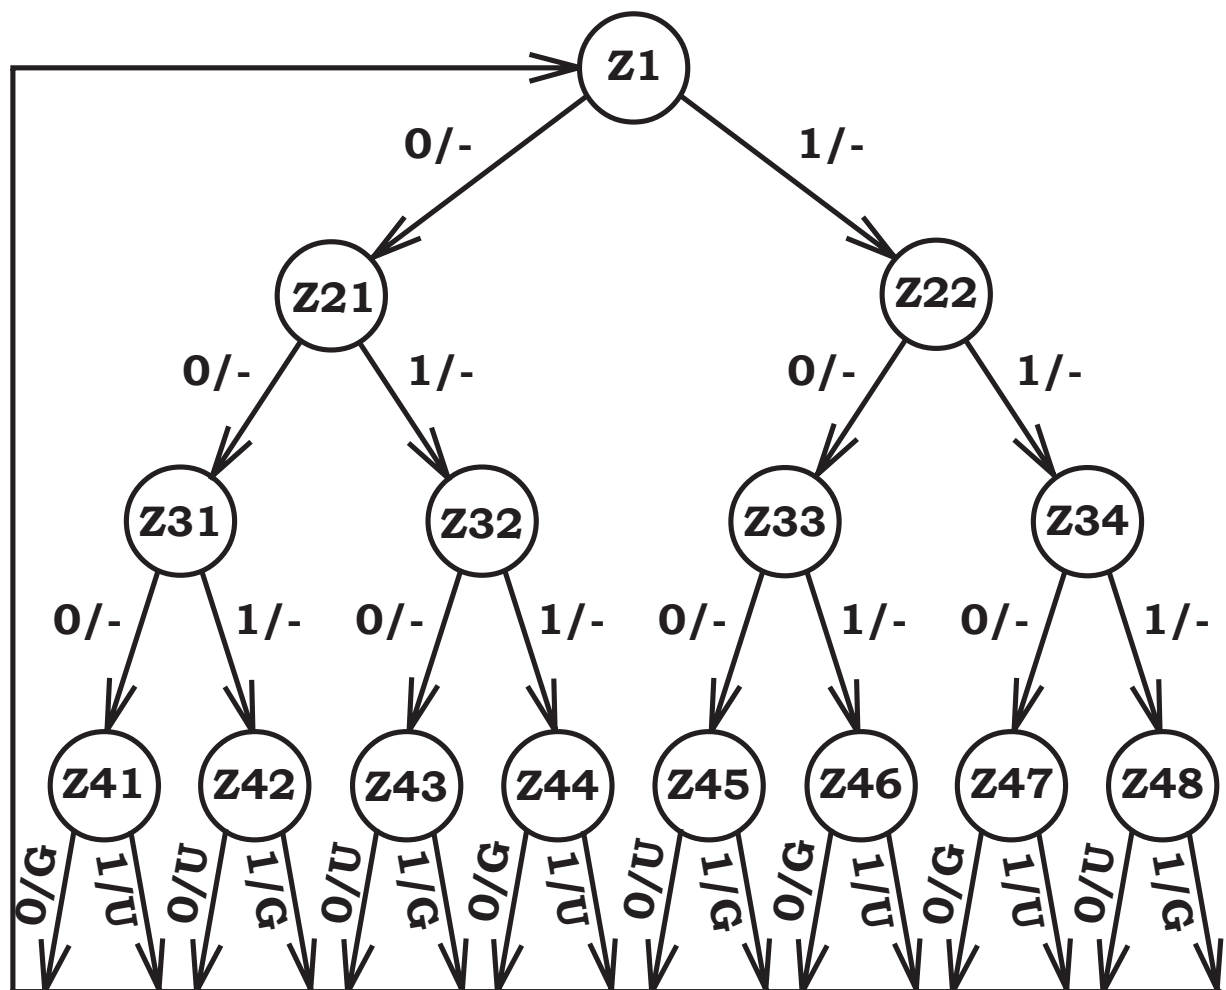 Z1
0/- 1/-
Z21 Z22
0/- 1/- 0/- 1/-
Z31 Z32 Z33 Z34
0/- 1/- 0/- 1/- 0/- 1/- 0/- 1/-
Z41 Z42 Z43 Z44 Z45 Z46 Z47 Z48
0/G 1/U 0/U 1/G 0/U 1/G 0/G 1/U 0/U 1/G 0/G 1/U 0/G 1/U 0/U 1/G